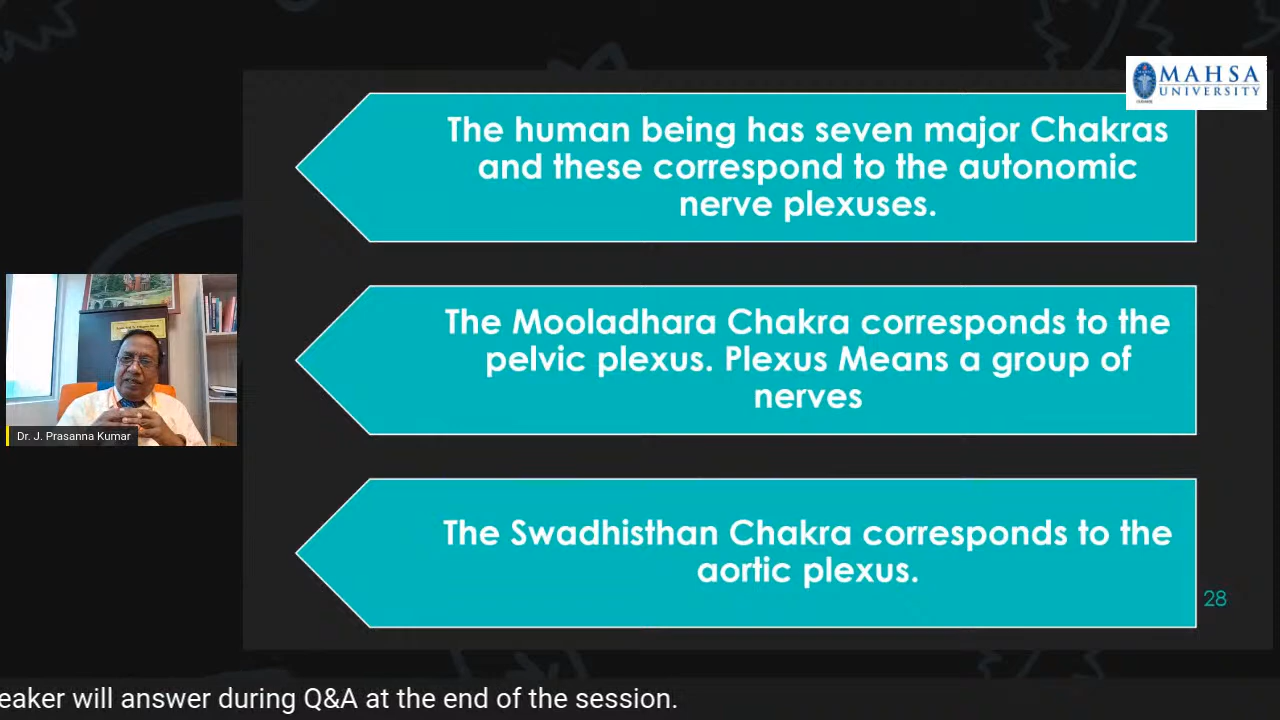 MAHSA
UNIVERSITY
The human being has seven major Chakras
and these correspond to the autonomic
nerve plexuses.
The Mooladhara Chakra corresponds to the
pelvic plexus. Plexus Means a group of
nerves
The Swadhisthan Chakra corresponds to the
aortic plexus.
28
Dr. J. Prasanna Kumar
eaker will answer during Q&A at the end of the session.